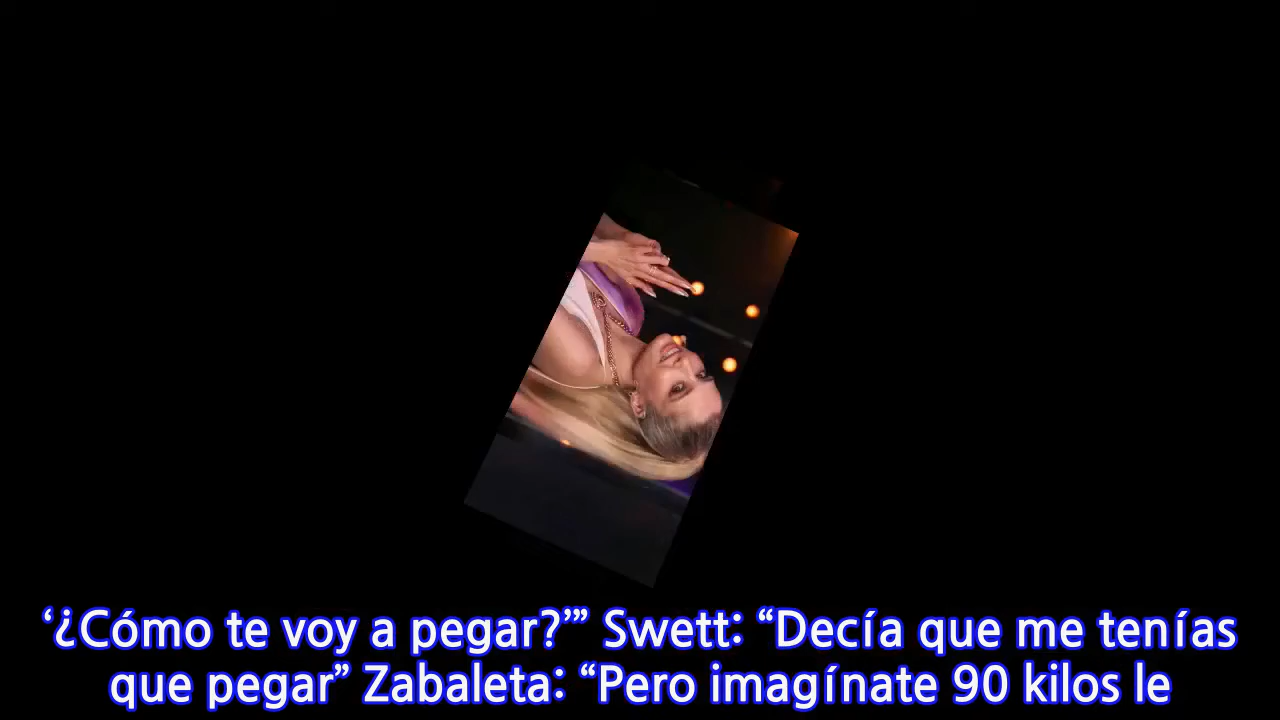 ‘¿Cómo te voy a pegar?’” Swett: “Decía que me tenías
que pegar” Zabaleta: “Pero imagínate 90 kilos le